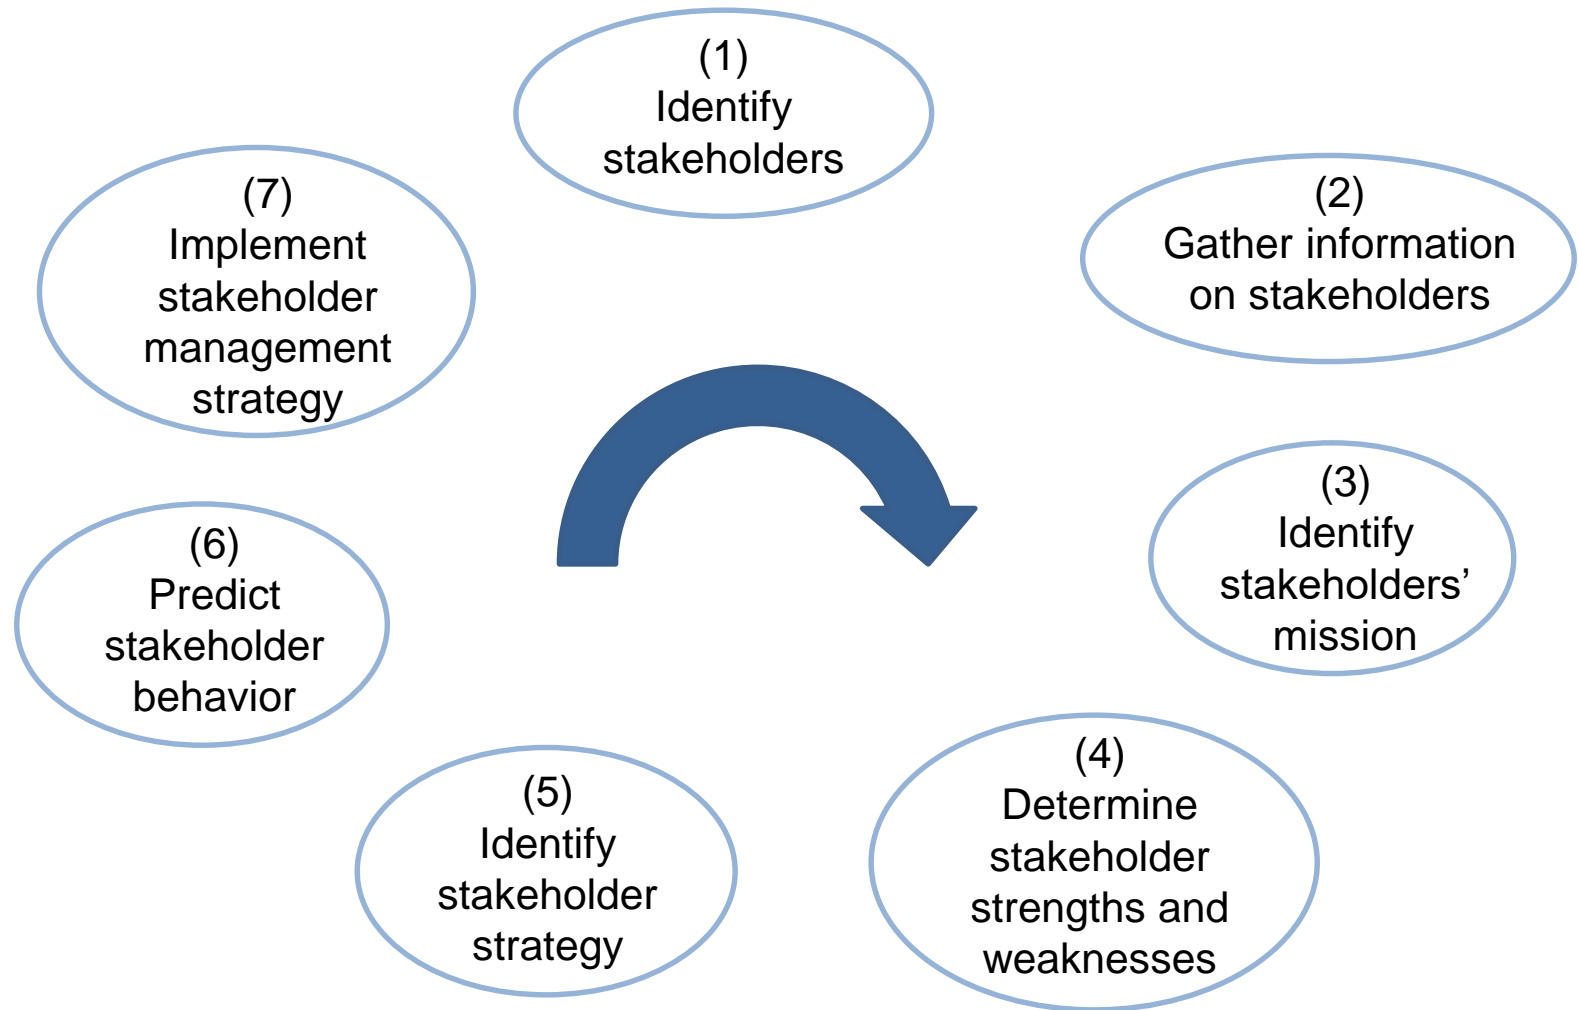 (1)
Identify
stakeholders
(2)
Gather information
on stakeholders
(3)
Identify
stakeholders’
mission
(4)
Determine
stakeholder
strengths and
weaknesses
(5)
Identify
stakeholder
strategy
(6)
Predict
stakeholder
behavior
(7)
Implement
stakeholder
management
strategy